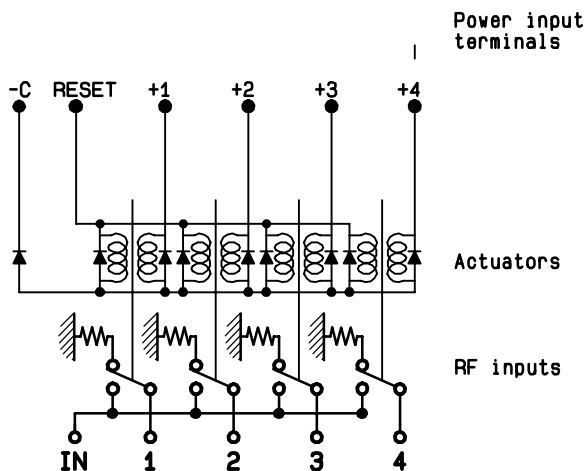 Power input
terminals
-C RESET +1 +2 +3 +4
Actuators
RF inputs
IN 1 2 3 4